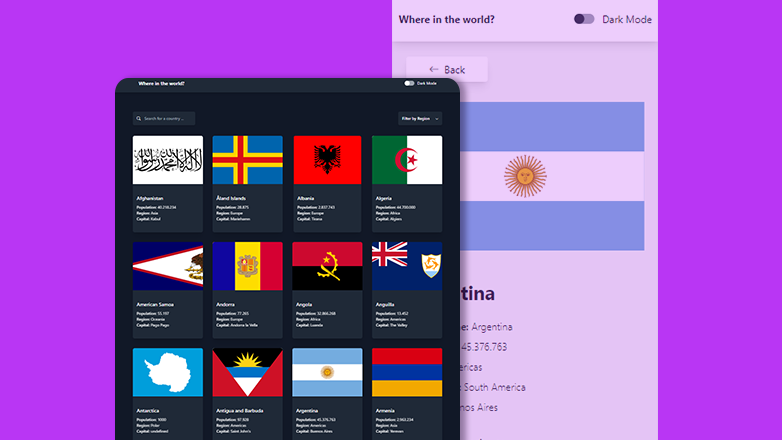 Where in the world?
Dark Mode
Search for a country...
Filter by Region
Afghanistan
Population: 40.218.234
Region: Asia
Capital: Kabul
Åland Islands
Population: 28.875
Region: Europe
Capital: Mariehamn
Albania
Population: 2.837.743
Region: Europe
Capital: Tirana
Algeria
Population: 44.700.000
Region: Africa
Capital: Algiers
American Samoa
Population: 55.197
Region: Oceania
Capital: Pago Pago
Andorra
Population: 77.265
Region: Europe
Capital: Andorra la Vella
Angola
Population: 32.866.268
Region: Africa
Capital: Luanda
Anguilla
Population: 13.452
Region: Americas
Capital: The Valley
Antarctica
Population: 1000
Region: Polar
Capital: undefined
Antigua and Barbuda
Population: 97.928
Region: Americas
Capital: Saint John's
Argentina
Population: 45.376.763
Region: Americas
Capital: Buenos Aires
Armenia
Population: 2.963.234
Region: Asia
Capital: Yerevan
Where in the world?
Dark Mode
← Back
tina
e: Argentina
45.376.763
ericas
: South America
nos Aires